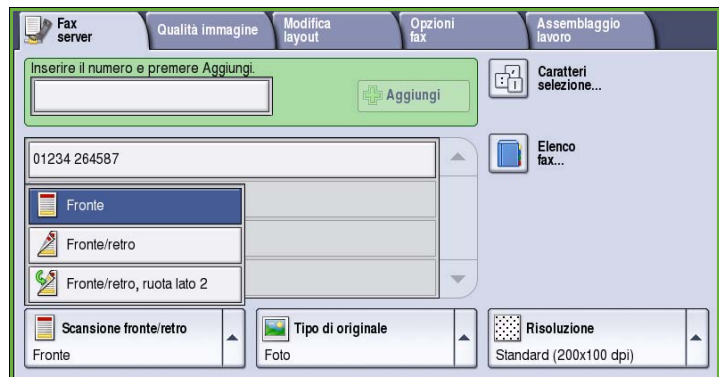 Fax
server
Qualità immagine
Modifica
layout
Opzioni
fax
Assemblaggio
lavoro
Inserire il numero e premere Aggiungi.
Aggiungi
Caratteri
selezione...
01234 264587
Elenco
fax...
Fronte
Fronte/retro
Fronte/retro, ruota lato 2
Scansione fronte/retro
Fronte
Tipo di originale
Foto
Risoluzione
Standard (200x100 dpi)